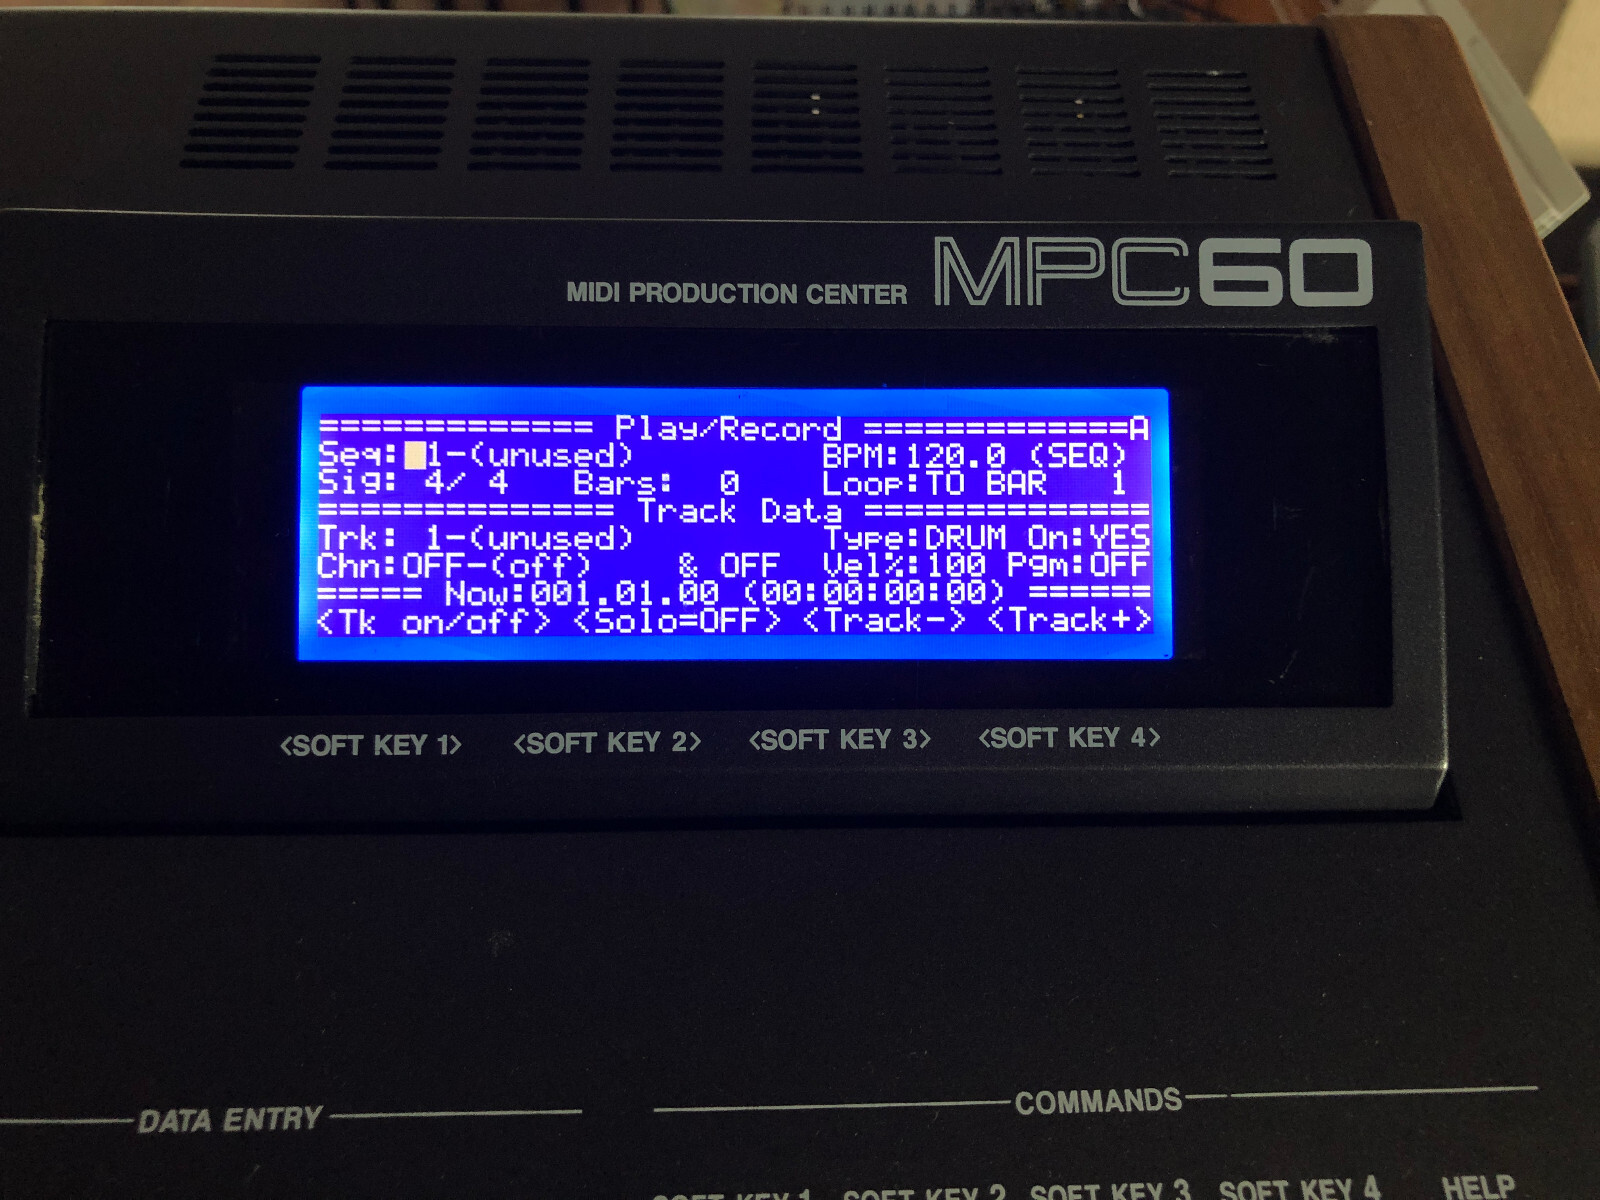 MIDI PRODUCTION CENTER MPC60
============= Play/Record =============A
Seq: 1-(unused) BPM:120.0 (SEQ)
Sig: 4/ 4 Bars: 0 Loop:TO BAR 1
============== Track Data ==============
Trk: 1-(unused) Type:DRUM On:YES
Chn:OFF-(off) & OFF Vel%:100 Pgm:OFF
===== Now:001.01.00 (00:00:00:00) ======
<Tk on/off> <Solo=OFF> <Track-> <Track+>
<SOFT KEY 1> <SOFT KEY 2> <SOFT KEY 3> <SOFT KEY 4>
DATA ENTRY COMMANDS
SOFT KEY 1 SOFT KEY 2 SOFT KEY 3 SOFT KEY 4 HELP